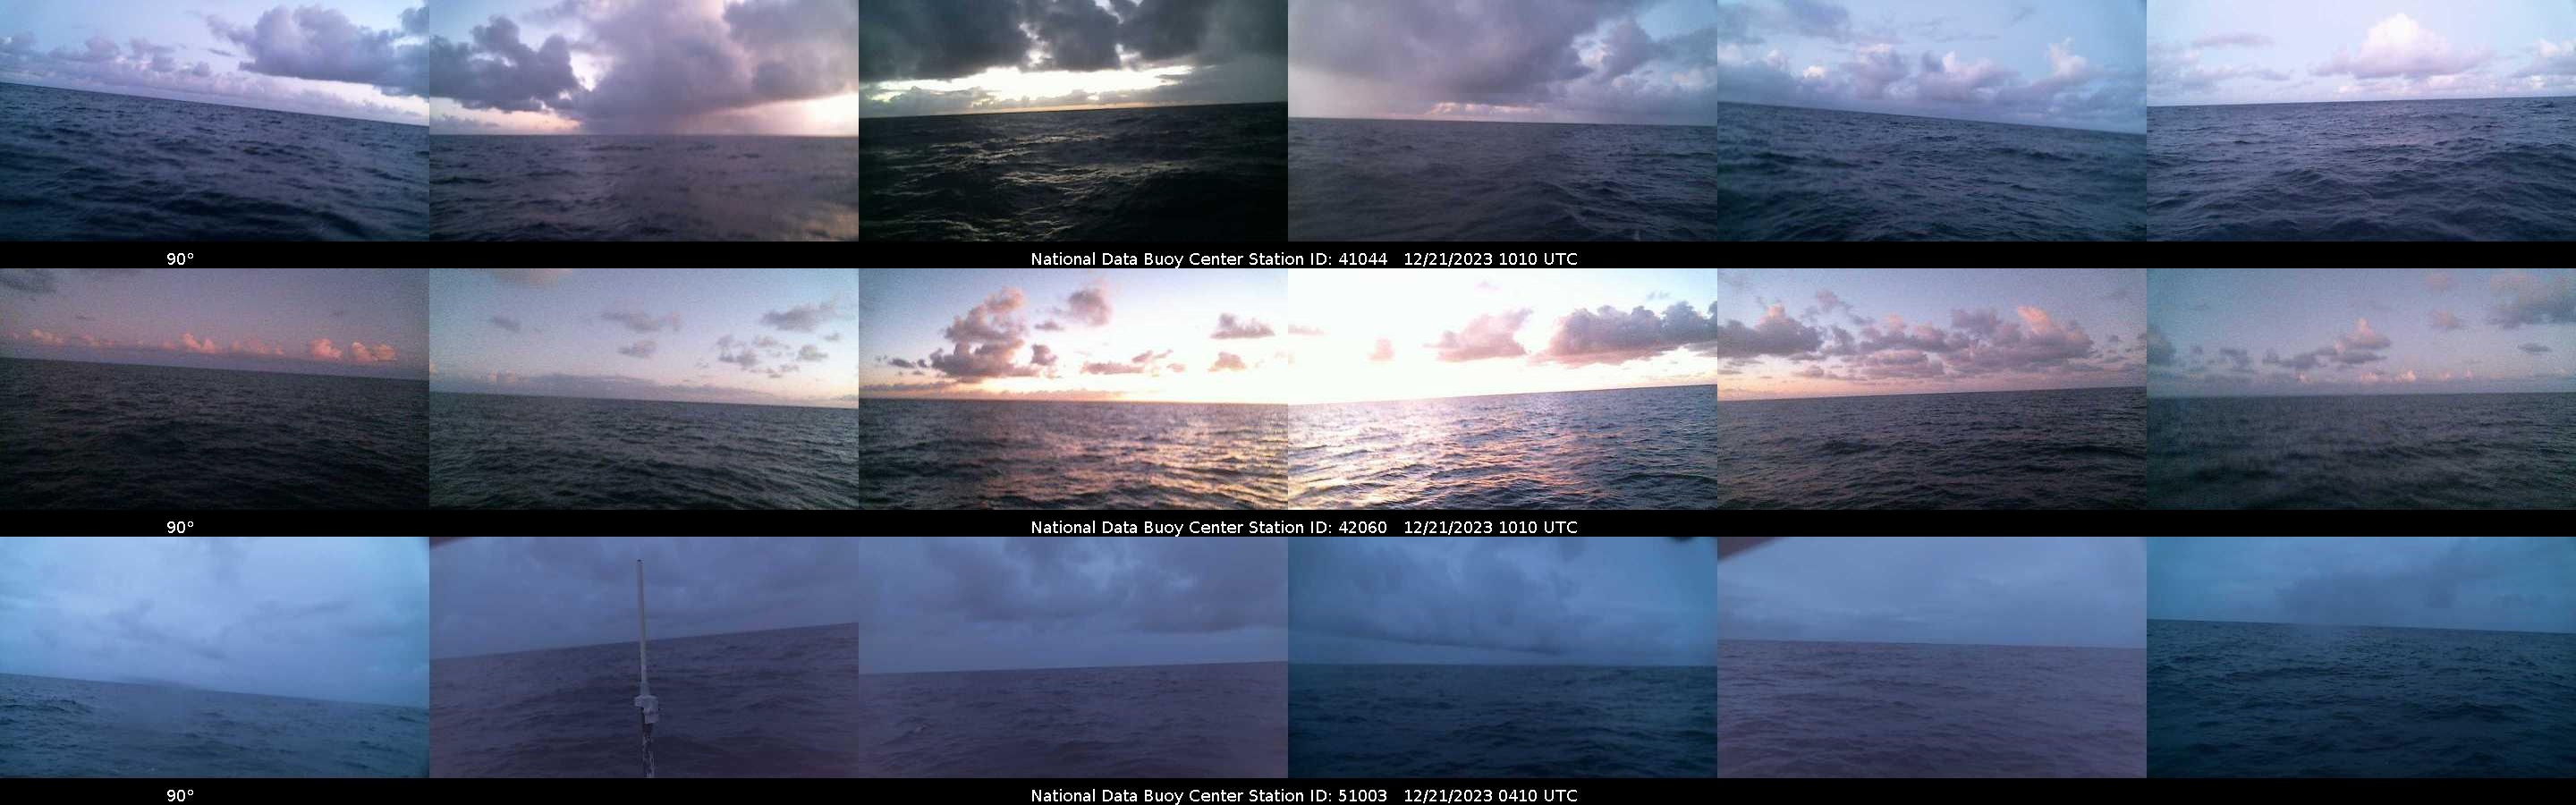 90° National Data Buoy Center Station ID: 41044 12/21/2023 1010 UTC
90° National Data Buoy Center Station ID: 42060 12/21/2023 1010 UTC
90° National Data Buoy Center Station ID: 51003 12/21/2023 0410 UTC